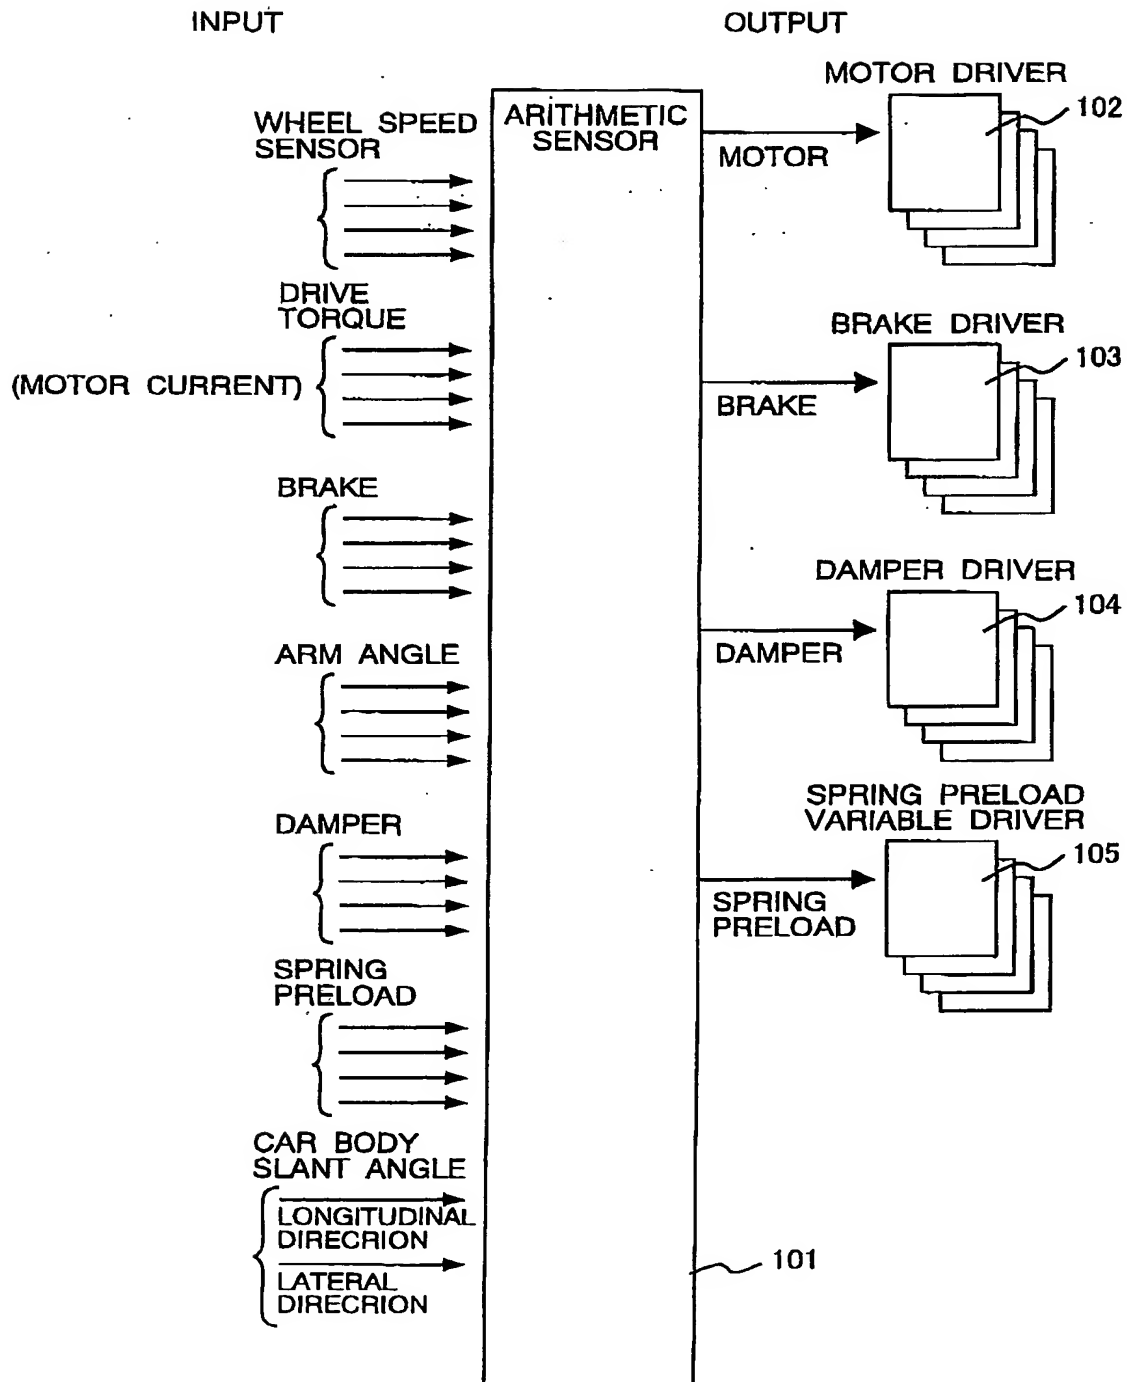 INPUT
OUTPUT
WHEEL SPEED
SENSOR
DRIVE
TORQUE
(MOTOR CURRENT)
BRAKE
ARM ANGLE
DAMPER
SPRING
PRELOAD
CAR BODY
SLANT ANGLE
LONGITUDINAL
DIRECRION
LATERAL
DIRECRION
ARITHMETIC
SENSOR
101
MOTOR
MOTOR DRIVER
102
BRAKE
BRAKE DRIVER
103
DAMPER
DAMPER DRIVER
104
SPRING
PRELOAD
SPRING PRELOAD
VARIABLE DRIVER
105